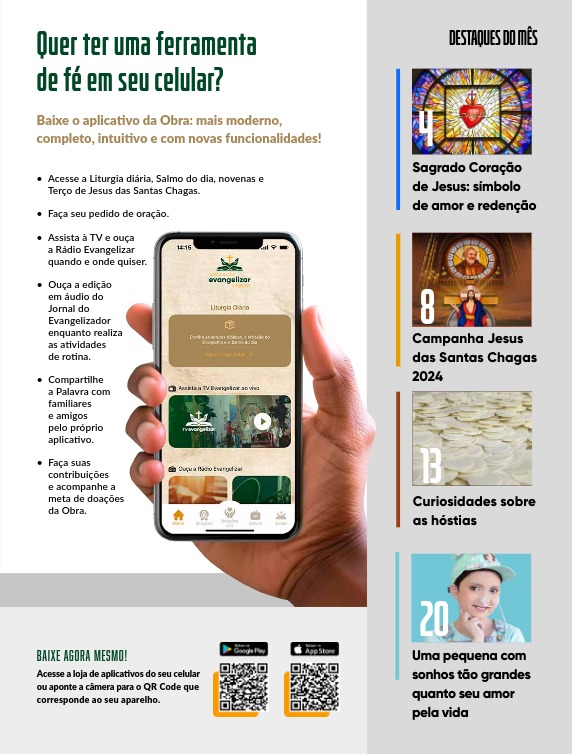 Quer ter uma ferramenta
de fé em seu celular?
Baixe o aplicativo da Obra: mais moderno,
completo, intuitivo e com novas funcionalidades!
• Acesse a Liturgia diária, Salmo do dia, novenas e
Terço de Jesus das Santas Chagas.
• Faça seu pedido de oração.
• Assista à TV e ouça
a Rádio Evangelizar
quando e onde quiser.
• Ouça a edição
em áudio do
Jornal do
Evangelizador
enquanto realiza
as atividades
de rotina.
• Compartilhe
a Palavra com
familiares
e amigos
pelo próprio
aplicativo.
• Faça suas
contribuições
e acompanhe a
meta de doações
da Obra.
14:15
evangelizar
Liturgia Diária
Assista a TV Evangelizar ao vivo
TV evangelizar
Ouça a Rádio Evangelizar
Home
BAIXE AGORA MESMO!
Acesse a loja de aplicativos do seu celular
ou aponte a câmera para o QR Code que
corresponde ao seu aparelho.
Google Play
App Store
DESTAQUES DO MÊS
4
Sagrado Coração
de Jesus: símbolo
de amor e redenção
8
Campanha Jesus
das Santas Chagas
2024
13
Curiosidades sobre
as hóstias
20
Uma pequena com
sonhos tão grandes
quanto seu amor
pela vida